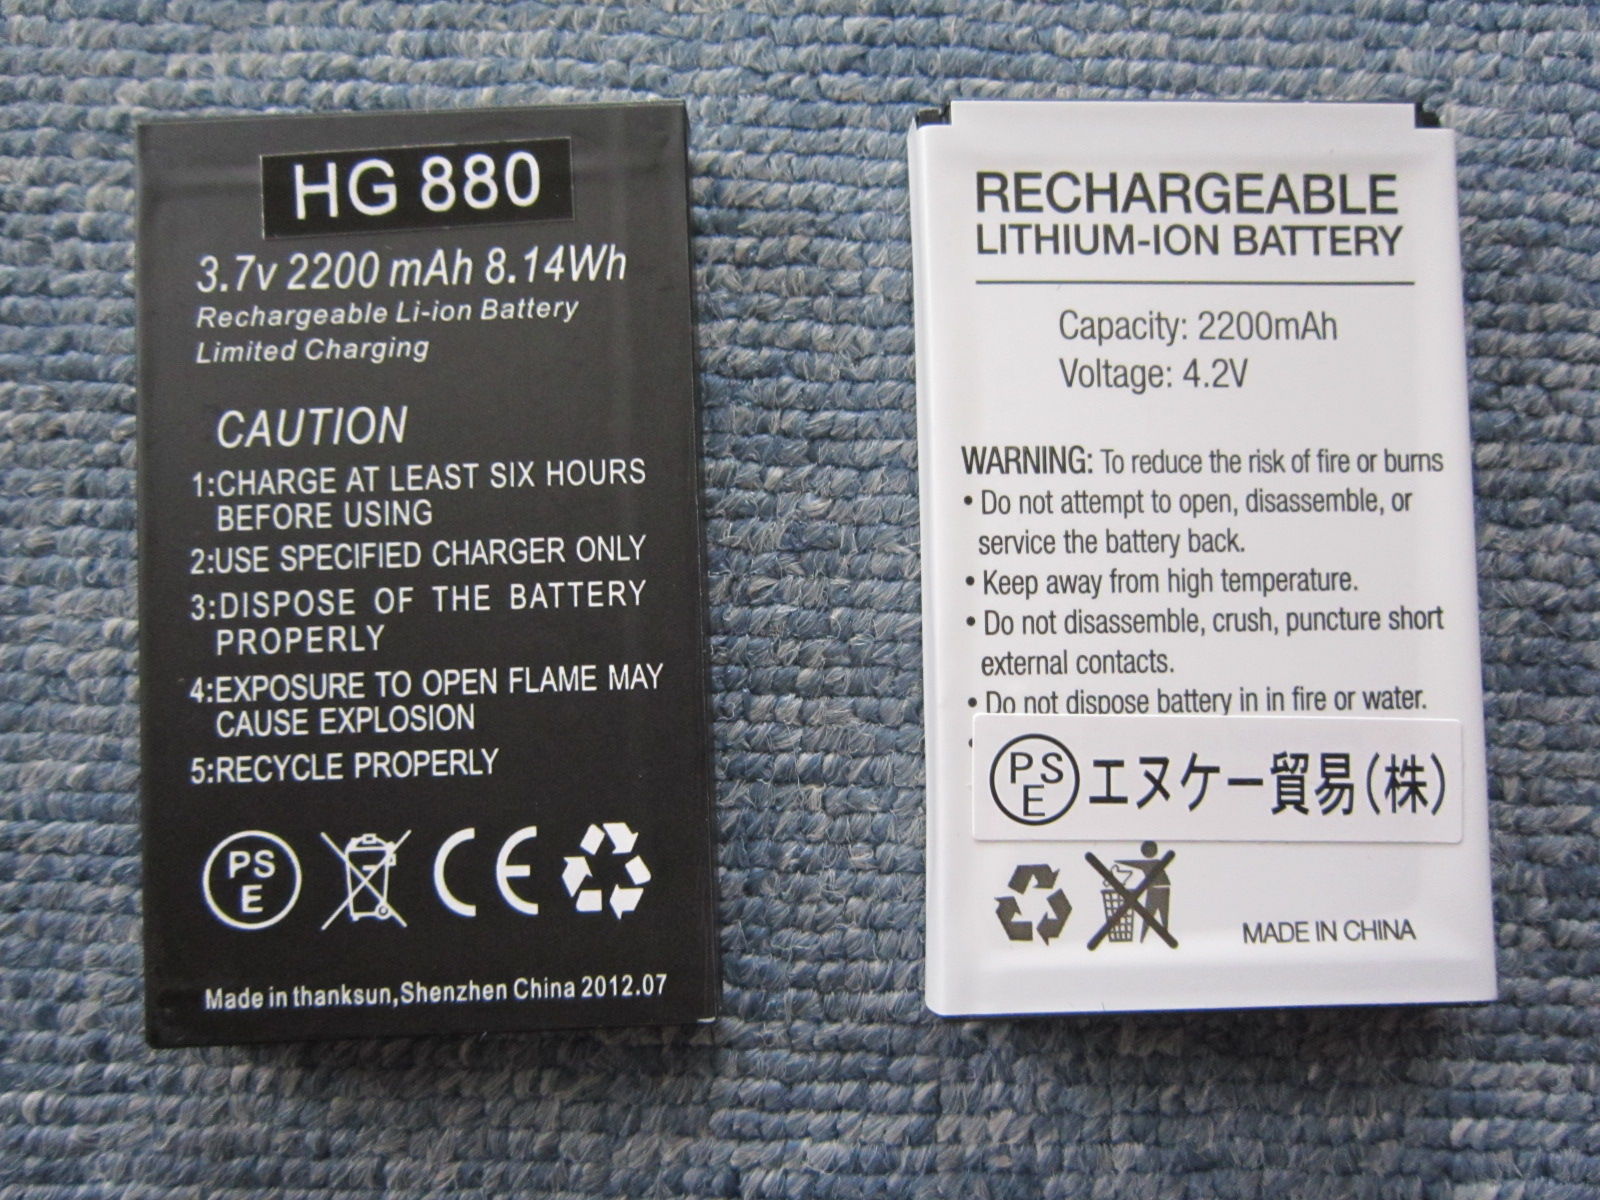 HG 880
3.7v 2200 mAh 8.14Wh
Rechargeable Li-ion Battery
Limited Charging
CAUTION
1:CHARGE AT LEAST SIX HOURS
BEFORE USING
2:USE SPECIFIED CHARGER ONLY
3:DISPOSE OF THE BATTERY
PROPERLY
4:EXPOSURE TO OPEN FLAME MAY
CAUSE EXPLOSION
5:RECYCLE PROPERLY
PS
E
CE
Made in thanksun,Shenzhen China 2012.07
RECHARGEABLE
LITHIUM-ION BATTERY
Capacity: 2200mAh
Voltage: 4.2V
WARNING: To reduce the risk of fire or burns
• Do not attempt to open, disassemble, or
service the battery back.
• Keep away from high temperature.
• Do not disassemble, crush, puncture short
external contacts.
• Do not dispose battery in in fire or water.
PS
E
エヌケー貿易(株)
MADE IN CHINA